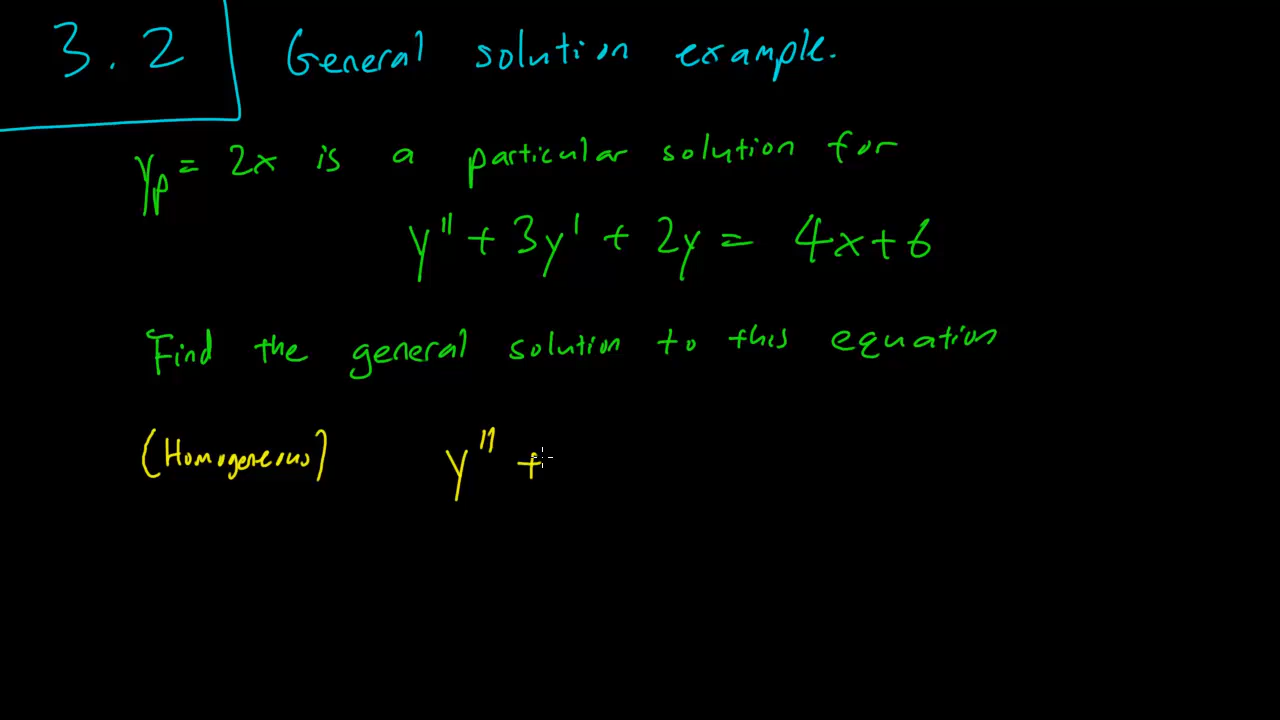 3.2 General solution example.
yp = 2x is a particular solution for
y" + 3y' + 2y = 4x+6
Find the general solution to this equation
(Homogeneous) y" +